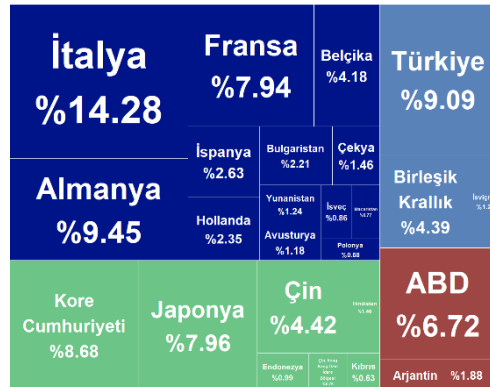 İtalya
%14.28
Fransa
%7.94
Belçika
%4.18
Türkiye
%9.09
İspanya
%2.63
Bulgaristan
%2.21
Çekya
%1.46
Almanya
%9.45
Hollanda
%2.35
Yunanistan
%1.24
İsveç
%0.86
Avusturya
%1.18
Polonya
%0.68
Birleşik
Krallık
%4.39
Kore
Cumhuriyeti
%8.68
Japonya
%7.96
Çin
%4.42
Endonezya
%0.99
Kıbrıs
%0.63
ABD
%6.72
Arjantin %1.88